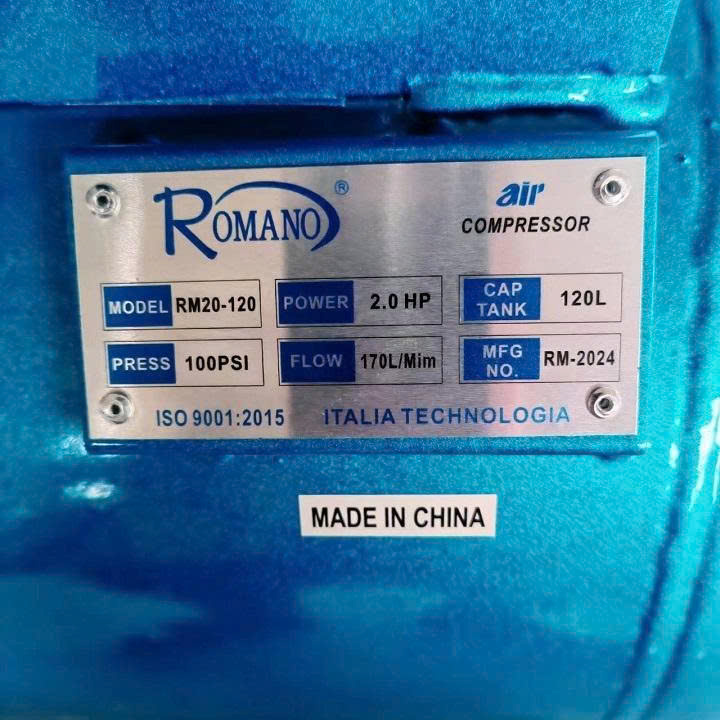 ROMANO®
air
COMPRESSOR
MODEL RM20-120
POWER 2.0 HP
CAP TANK 120L
PRESS 100PSI
FLOW 170L/Mim
MFG NO. RM-2024
ISO 9001:2015 ITALIA TECHNOLOGIA
MADE IN CHINA